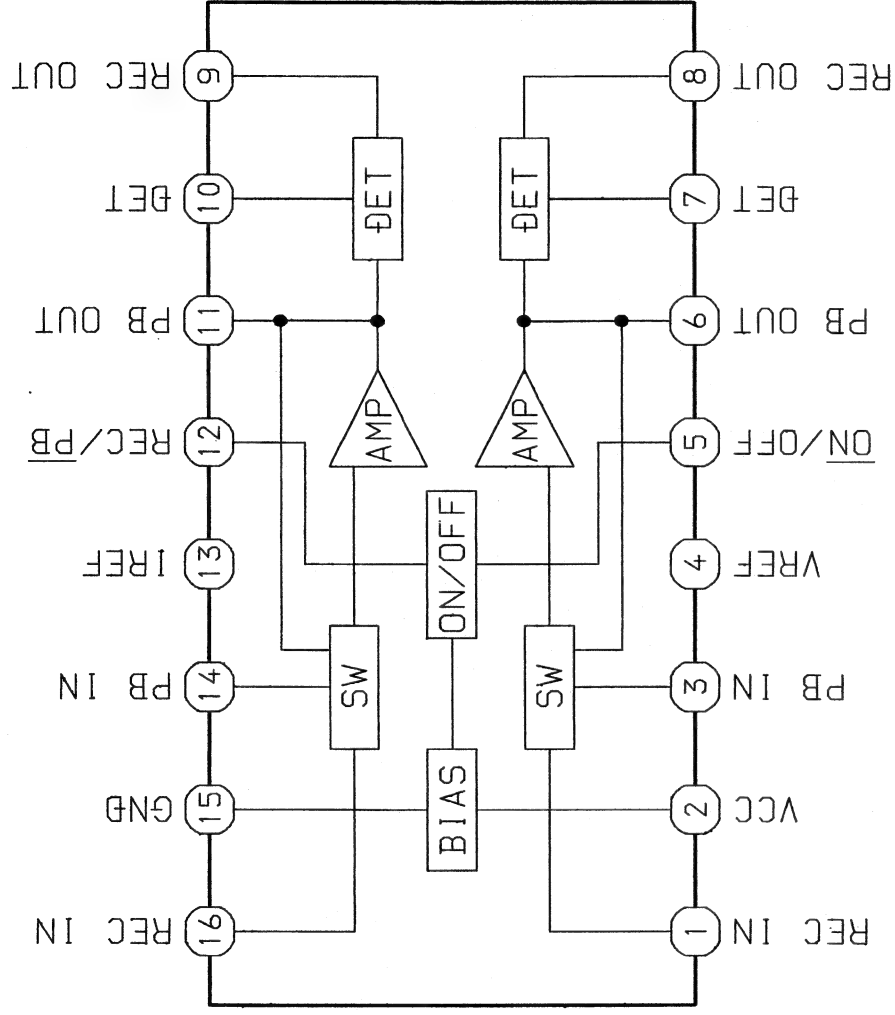 REC OUT 9
8 REC OUT
DET 10
DET
DET
7 DET
PB OUT 11
6 PB OUT
REC/PB 12
AMP
AMP
5 ON/OFF
IREF 13
ON/OFF
4 VREF
PB IN 14
SW
SW
3 PB IN
GND 15
BIAS
2 VCC
REC IN 16
1 REC IN